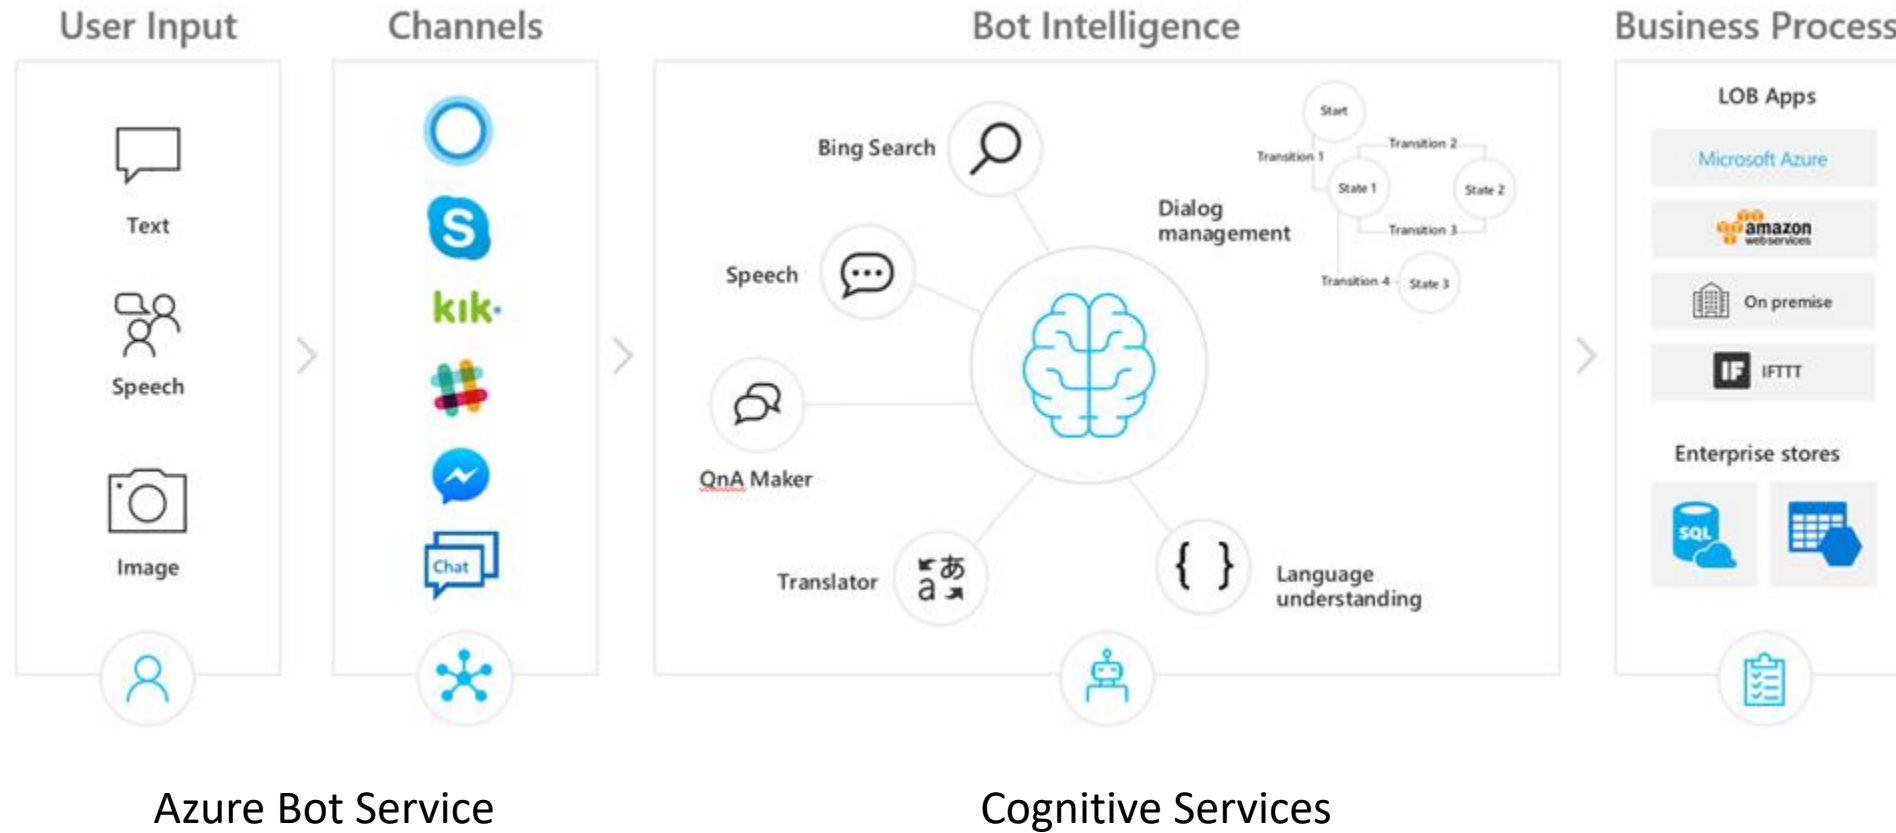 User Input
Channels
Bot Intelligence
Business Process
Text
Speech
Image
S
kik
Chat
Bing Search
Speech
QnA Maker
Translator
あ
a
{ }
Language
understanding
Dialog
management
Start
Transition 1
Transition 2
State 1
State 2
Transition 3
Transition 4
State 3
LOB Apps
Microsoft Azure
amazon
webservices
On premise
IF IFTTT
Enterprise stores
SQL
Azure Bot Service
Cognitive Services